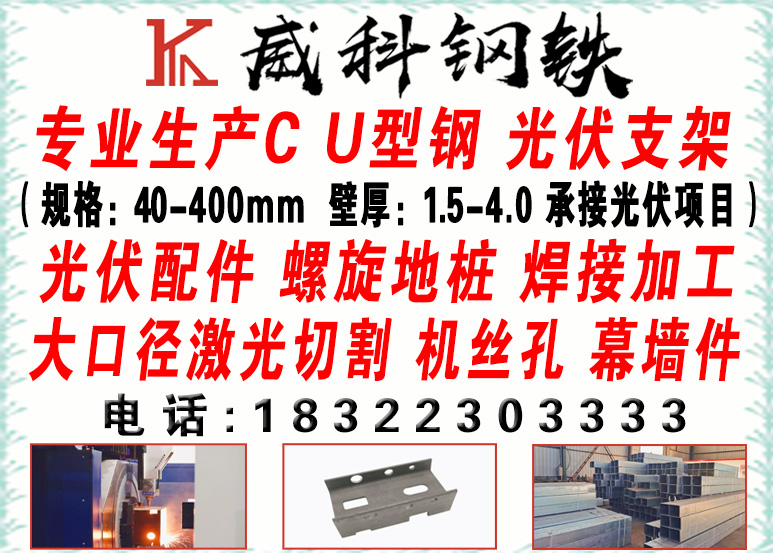 威科钢铁
专业生产C U型钢 光伏支架
(规格：40-400mm 壁厚：1.5-4.0 承接光伏项目)
光伏配件 螺旋地桩 焊接加工
大口径激光切割 机丝孔 幕墙件
电话:18322303333